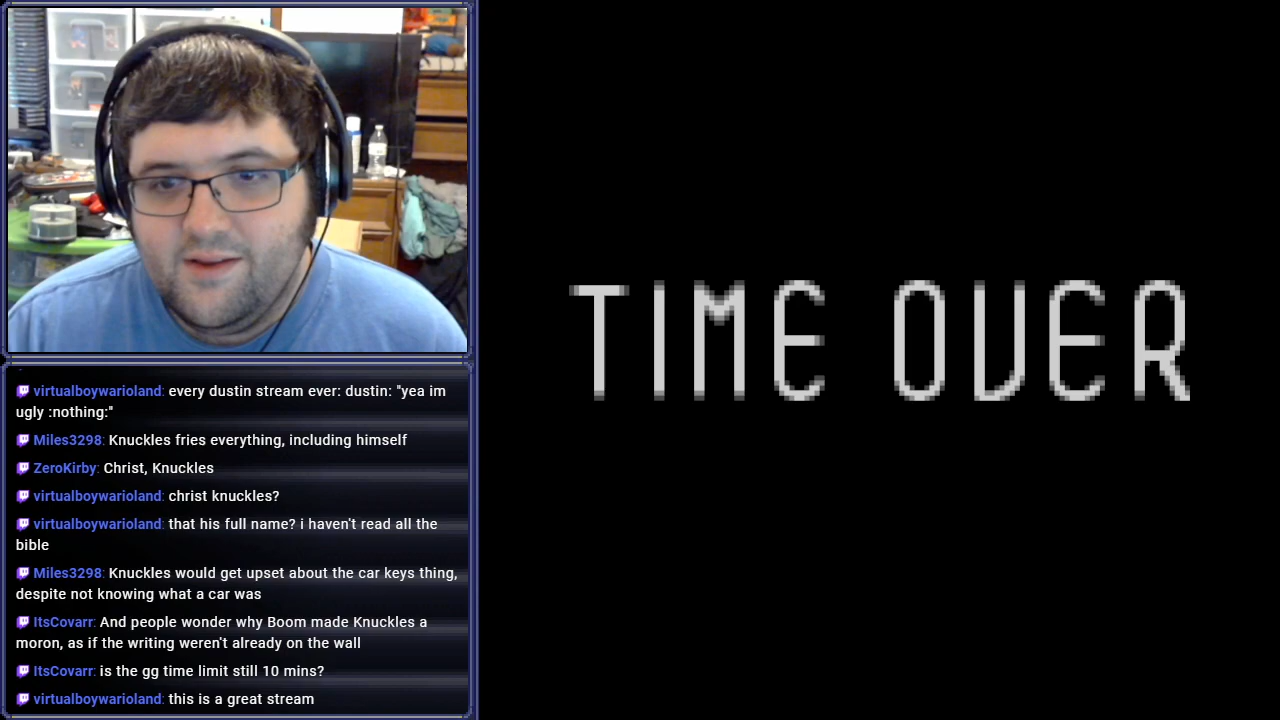 TIME OVER
virtualboywarioland: every dustin stream ever: dustin: "yea im
ugly :nothing:"
Miles3298: Knuckles fries everything, including himself
ZeroKirby: Christ, Knuckles
virtualboywarioland: christ knuckles?
virtualboywarioland: that his full name? i haven't read all the
bible
Miles3298: Knuckles would get upset about the car keys thing,
despite not knowing what a car was
ItsCovarr: And people wonder why Boom made Knuckles a
moron, as if the writing weren't already on the wall
ItsCovarr: is the gg time limit still 10 mins?
virtualboywarioland: this is a great stream